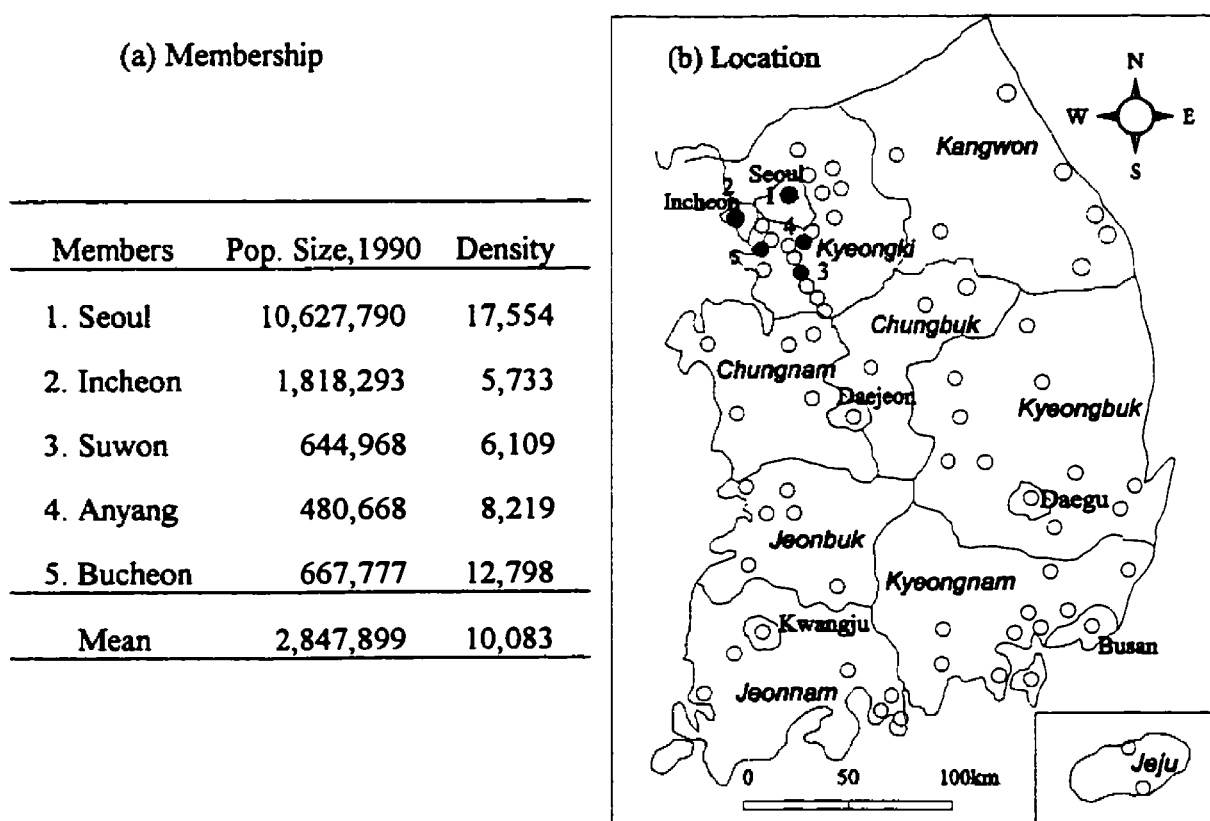 (a) Membership
Members Pop. Size,1990 Density
1. Seoul 10,627,790 17,554
2. Incheon 1,818,293 5,733
3. Suwon 644,968 6,109
4. Anyang 480,668 8,219
5. Bucheon 667,777 12,798
Mean 2,847,899 10,083
(b) Location
N
W E
S
Kangwon
Seoul
2
1
Incheon
4
Kyeongki
5
3
Chungbuk
Chungnam
Daejeon
Kyeongbuk
Daegu
Jeonbuk
Kyeongnam
Kwangju
Busan
Jeonnam
Jeju
0 50 100km